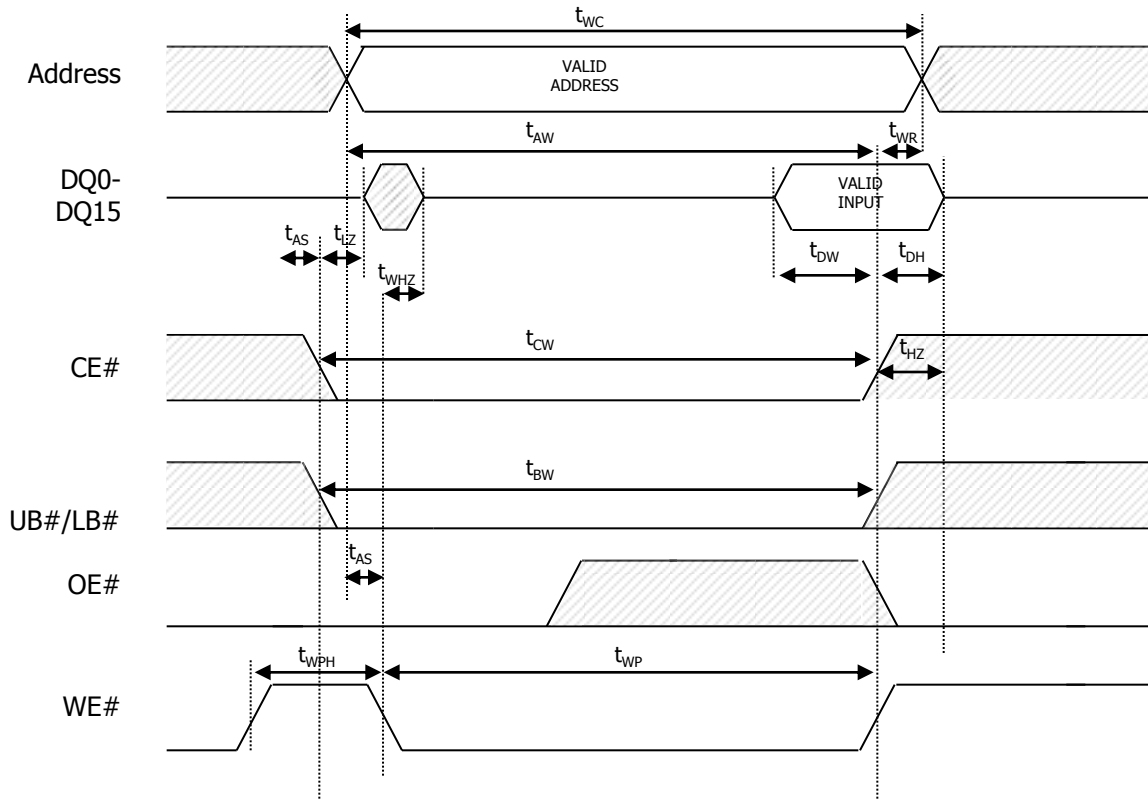 tWC
Address
VALID
ADDRESS
tAW
tWR
DQ0-
DQ15
VALID
INPUT
tAS
tLZ
tDW
tDH
tWHZ
tCW
tHZ
CE#
tBW
UB#/LB#
tAS
OE#
tWPH
tWP
WE#